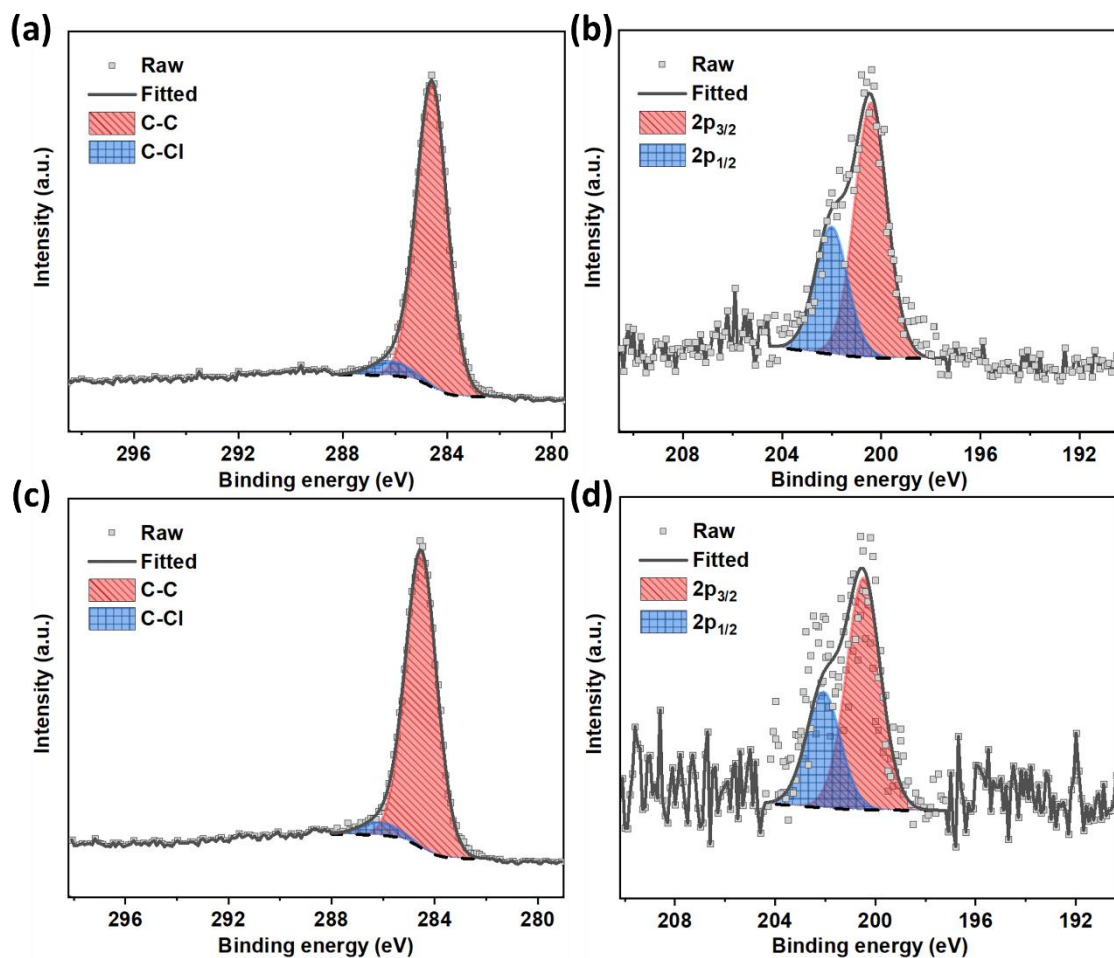 (a)
Raw
Fitted
C-C
C-Cl
Intensity (a.u.)
296 292 288 284 280
Binding energy (eV)
(b)
Raw
Fitted
2p3/2
2p1/2
Intensity (a.u.)
208 204 200 196 192
Binding energy (eV)
(c)
Raw
Fitted
C-C
C-Cl
Intensity (a.u.)
296 292 288 284 280
Binding energy (eV)
(d)
Raw
Fitted
2p3/2
2p1/2
Intensity (a.u.)
208 204 200 196 192
Binding energy (eV)